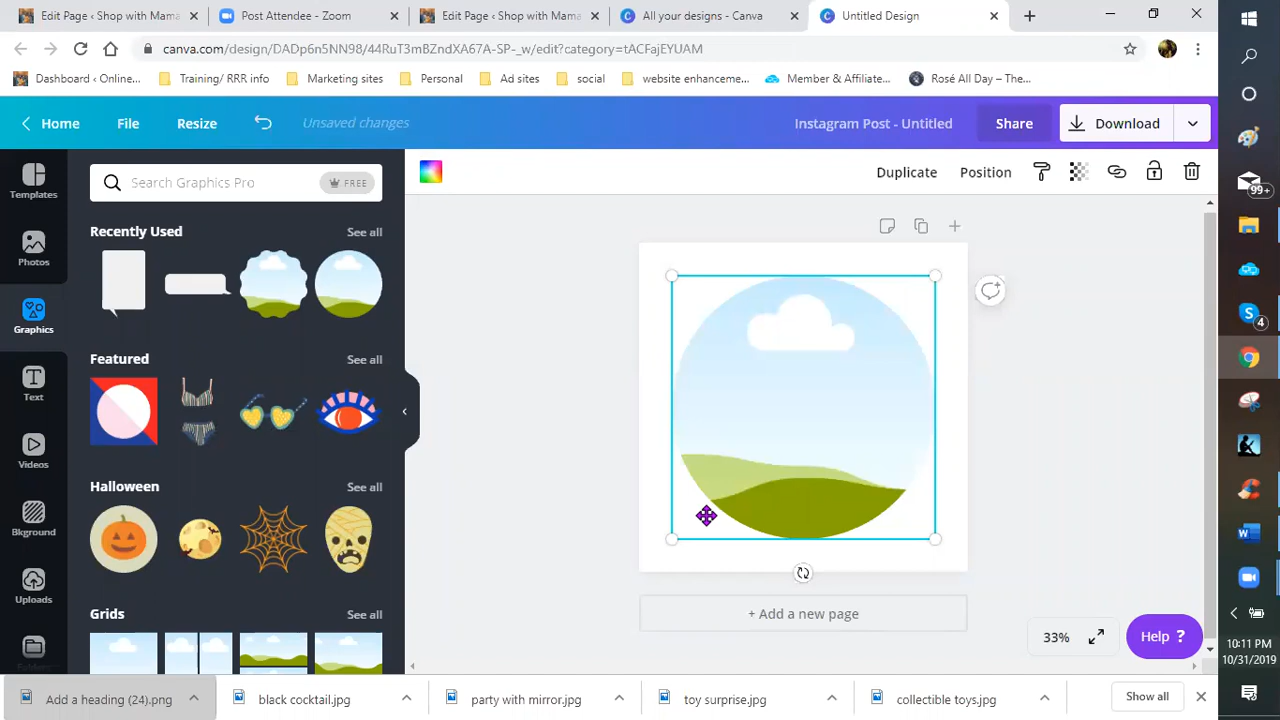 Edit Page ‹ Shop with Mama
Post Attendee - Zoom
Edit Page ‹ Shop with Mama
All your designs - Canva
Untitled Design
canva.com/design/DADp6n5NN98/44RuT3mBZndXA67A-SP-_w/edit?category=tACFajEYUAM
Dashboard ‹ Online...
Training/ RRR info
Marketing sites
Personal
Ad sites
social
website enhanceme...
Member & Affiliate...
Rosé All Day – The...
Home
File
Resize
Unsaved changes
Instagram Post - Untitled
Share
Download
Templates
Photos
Graphics
Text
Videos
Bkground
Uploads
Search Graphics Pro
FREE
Duplicate
Position
Recently Used
See all
Featured
See all
Halloween
See all
Grids
See all
+ Add a new page
33%
Help ?
99+
4
10:11 PM
10/31/2019
Add a heading (24).png
black cocktail.jpg
party with mirror.jpg
toy surprise.jpg
collectible toys.jpg
Show all